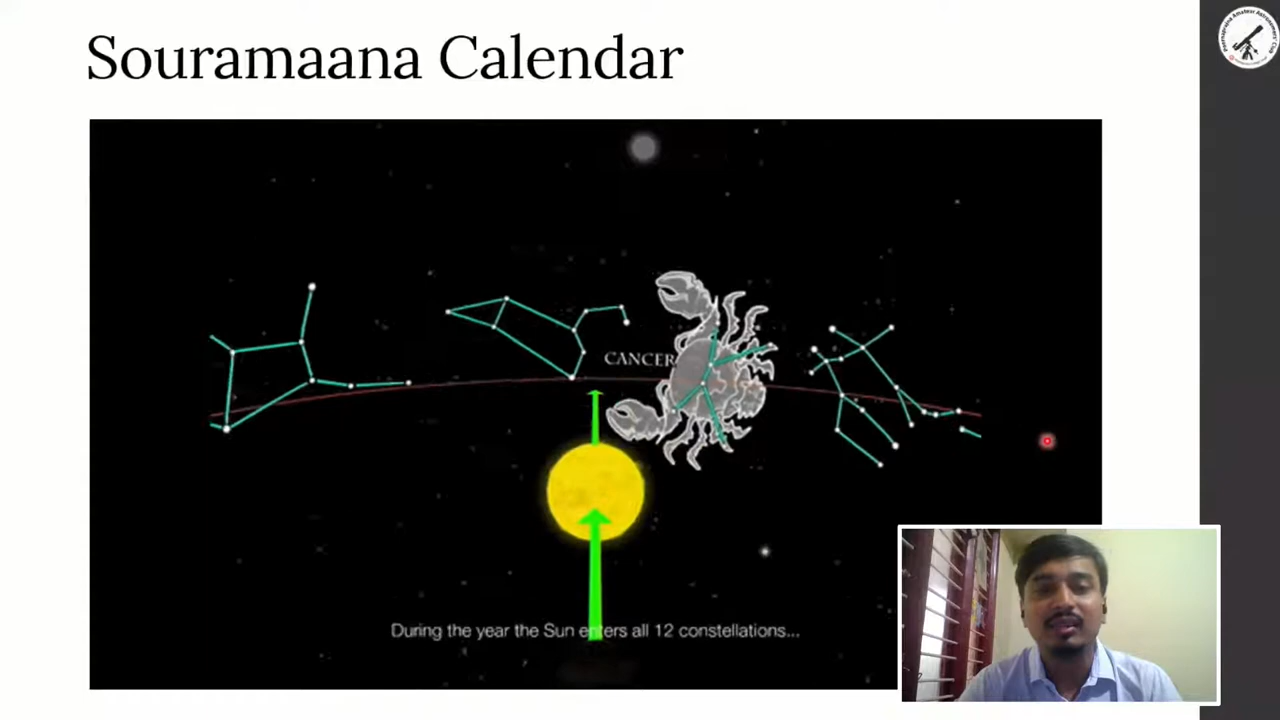 Souramaana Calendar
CANCER
During the year the Sun enters all 12 constellations...